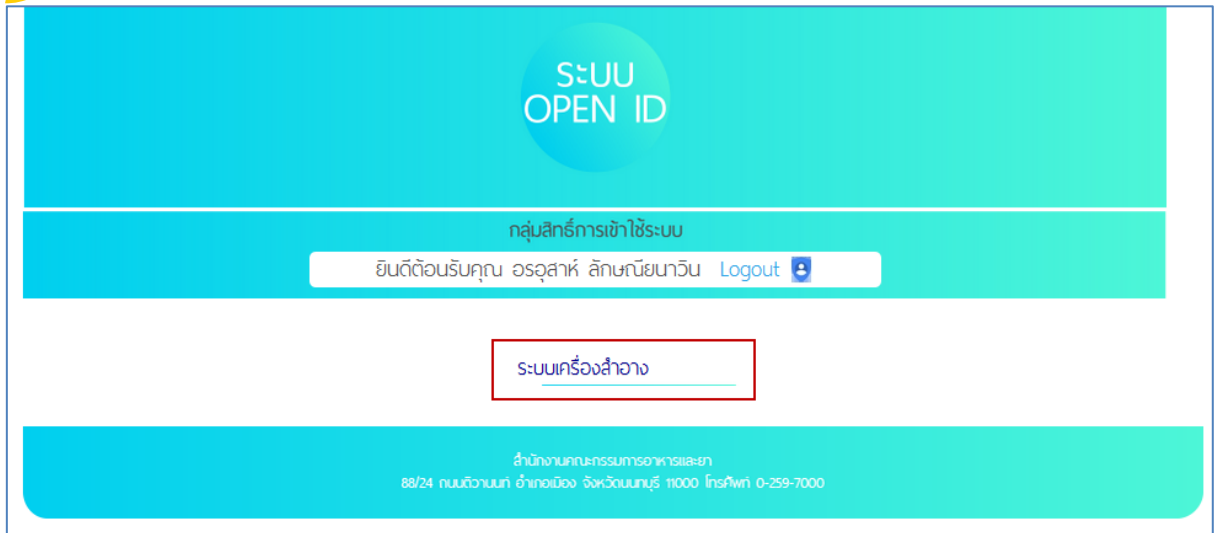 ระบบ
OPEN ID
กลุ่มสิทธิ์การเข้าใช้ระบบ
ยินดีต้อนรับคุณ อรอุสาห์ ลักษณียนาวิน Logout
ระบบเครื่องสำอาง
สำนักงานคณะกรรมการอาหารและยา
88/24 ถนนติวานนท์ อำเภอเมือง จังหวัดนนทบุรี 11000 โทรศัพท์ 0-259-7000